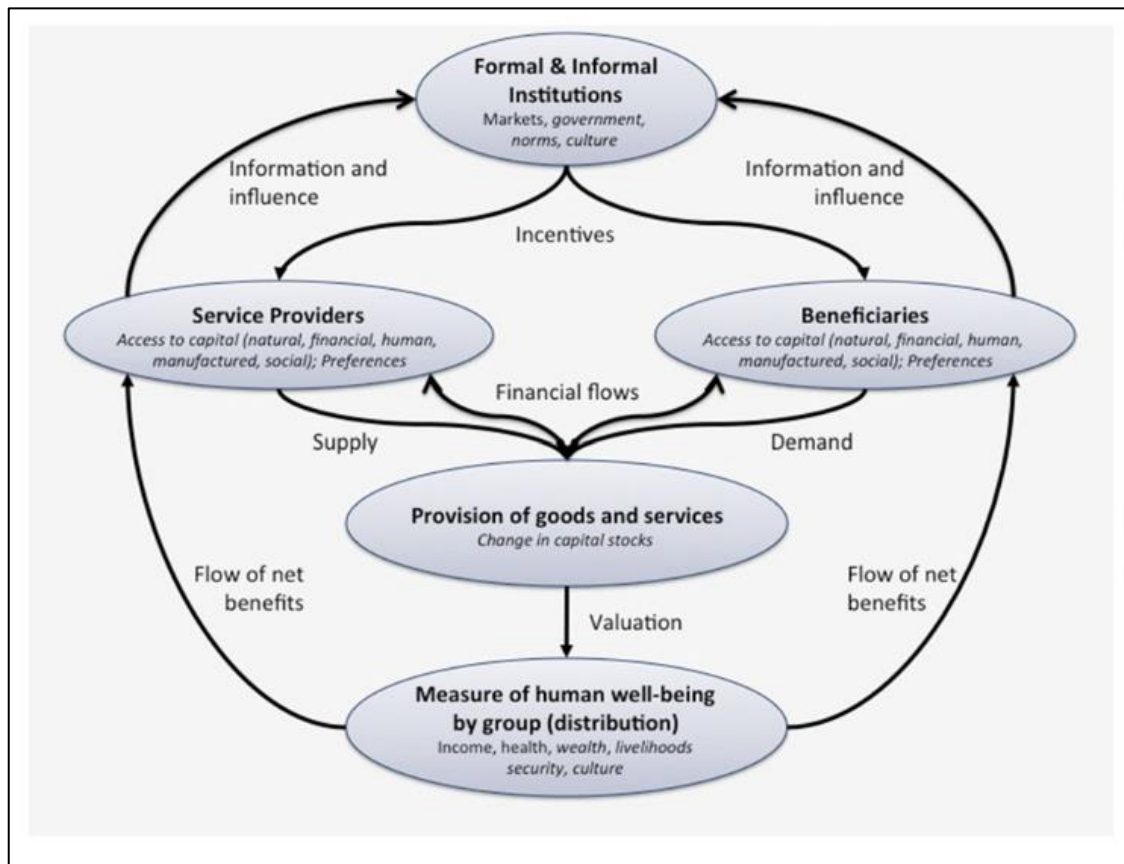 Formal & Informal
Institutions
Markets, government,
norms, culture
Information and
influence
Information and
influence
Incentives
Service Providers
Access to capital (natural, financial, human,
manufactured, social); Preferences
Beneficiaries
Access to capital (natural, financial, human,
manufactured, social); Preferences
Financial flows
Supply
Demand
Provision of goods and services
Change in capital stocks
Flow of net
benefits
Flow of net
benefits
Valuation
Measure of human well-being
by group (distribution)
Income, health, wealth, livelihoods
security, culture